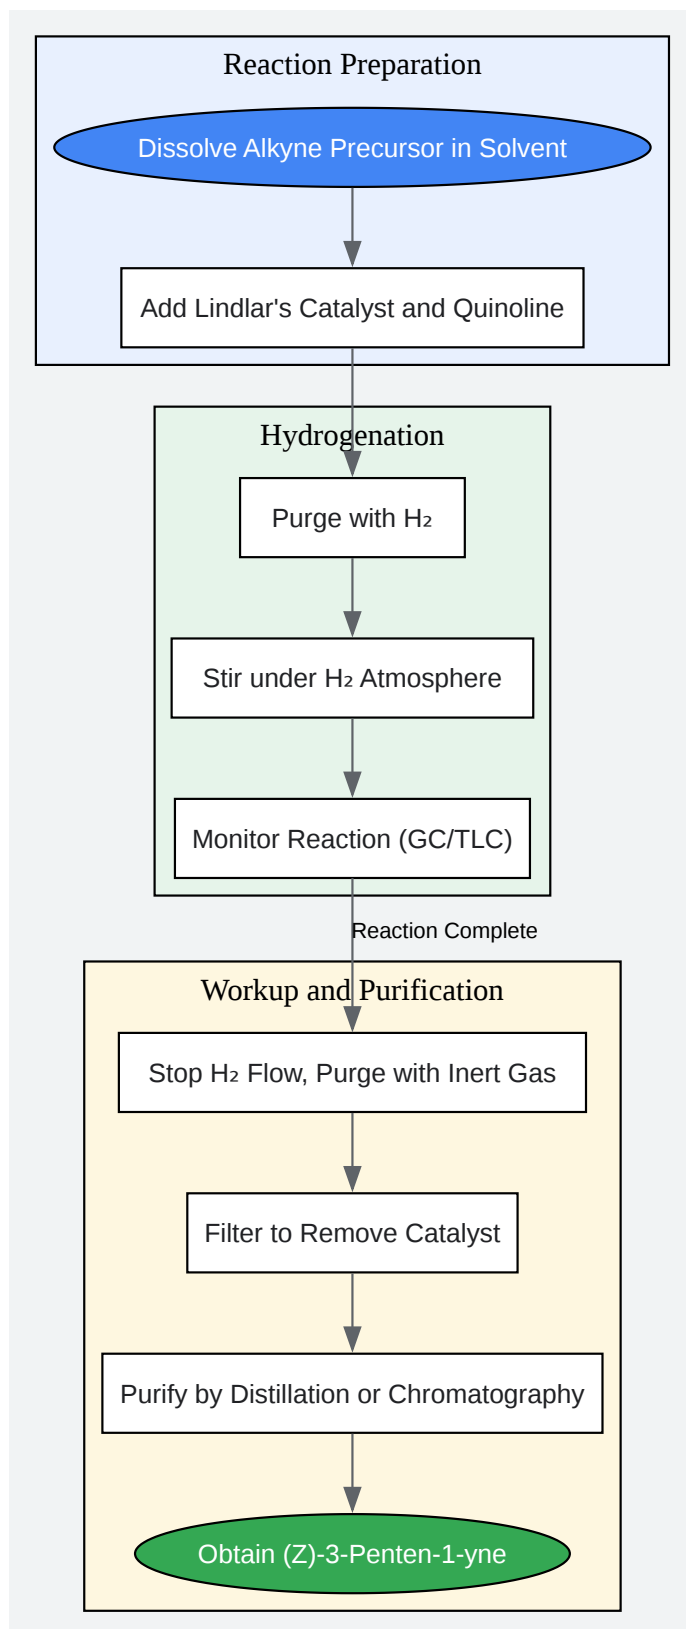 Reaction Preparation
Dissolve Alkyne Precursor in Solvent
Add Lindlar's Catalyst and Quinoline
Hydrogenation
Purge with H₂
Stir under H₂ Atmosphere
Monitor Reaction (GC/TLC)
Reaction Complete
Workup and Purification
Stop H₂ Flow, Purge with Inert Gas
Filter to Remove Catalyst
Purify by Distillation or Chromatography
Obtain (Z)-3-Penten-1-yne